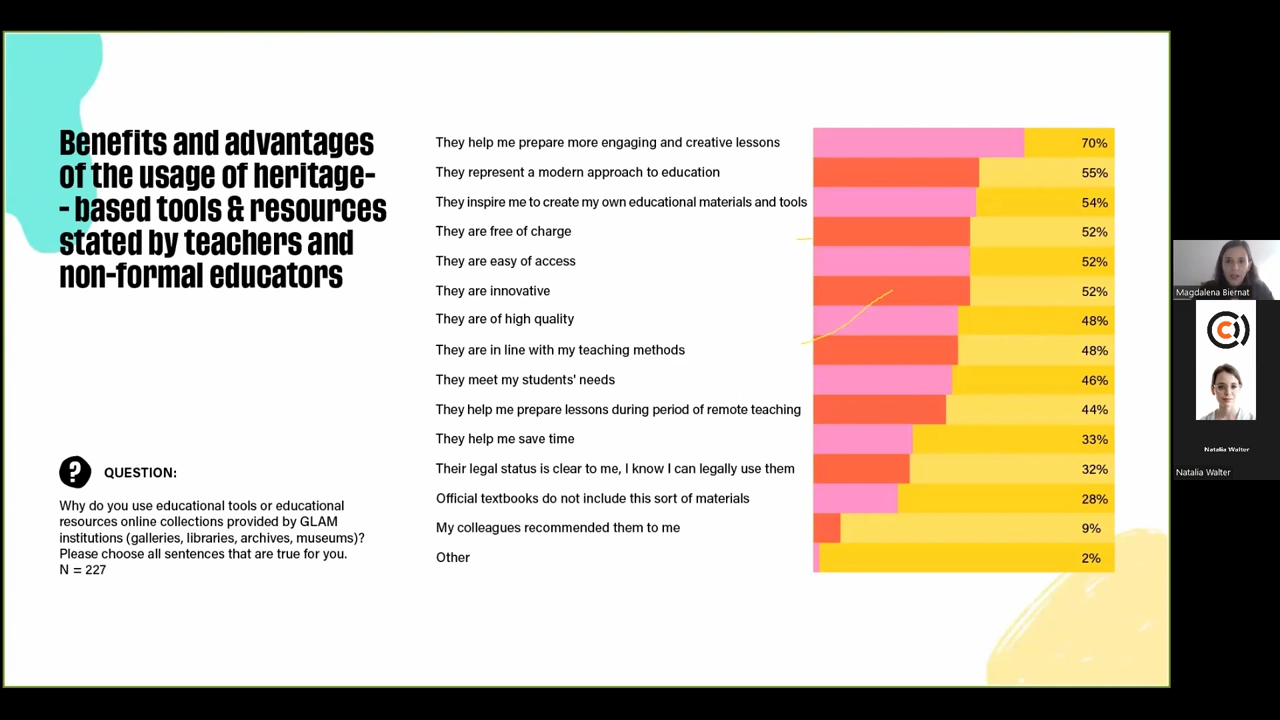 Benefits and advantages
of the usage of heritage-
- based tools & resources
stated by teachers and
non-formal educators
? QUESTION:
Why do you use educational tools or educational
resources online collections provided by GLAM
institutions (galleries, libraries, archives, museums)?
Please choose all sentences that are true for you.
N = 227
They help me prepare more engaging and creative lessons 70%
They represent a modern approach to education 55%
They inspire me to create my own educational materials and tools 54%
They are free of charge 52%
They are easy of access 52%
They are innovative 52%
They are of high quality 48%
They are in line with my teaching methods 48%
They meet my students' needs 46%
They help me prepare lessons during period of remote teaching 44%
They help me save time 33%
Their legal status is clear to me, I know I can legally use them 32%
Official textbooks do not include this sort of materials 28%
My colleagues recommended them to me 9%
Other 2%
Magdalena Biernat
Natalia Walter
Natalia Walter